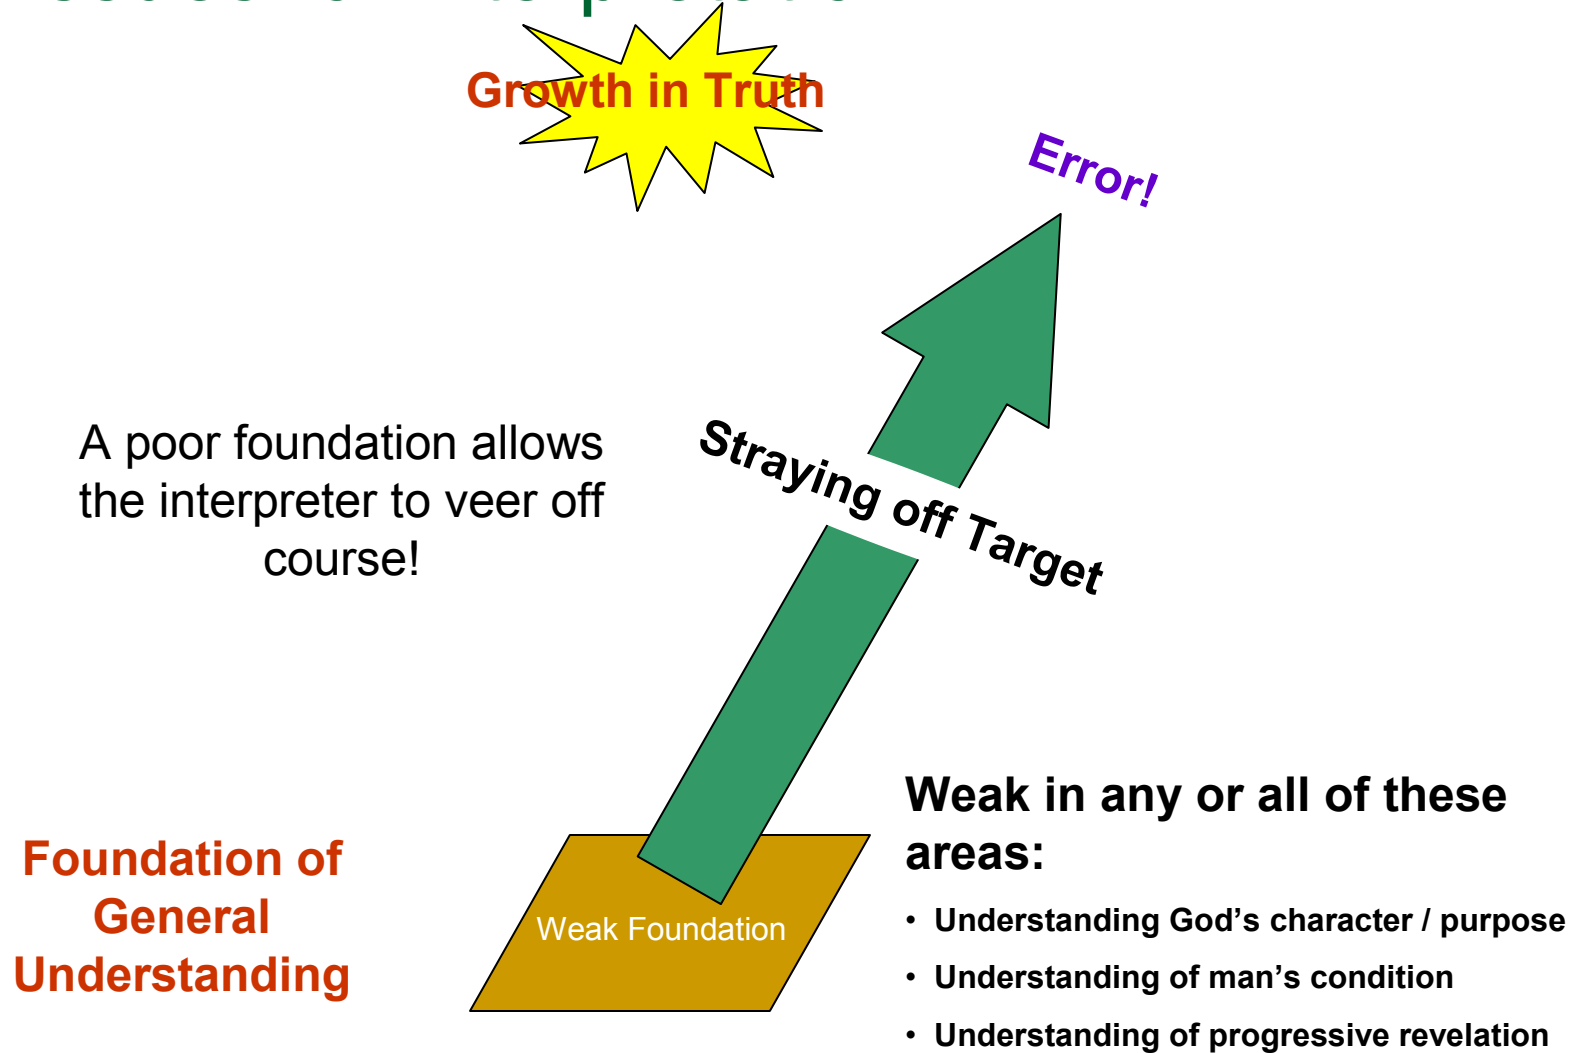 Growth in Truth
Error!
A poor foundation allows
the interpreter to veer off
course!
Straying off Target
Weak in any or all of these
areas:
Foundation of
General
Understanding
Weak Foundation
• Understanding God’s character / purpose
• Understanding of man’s condition
• Understanding of progressive revelation